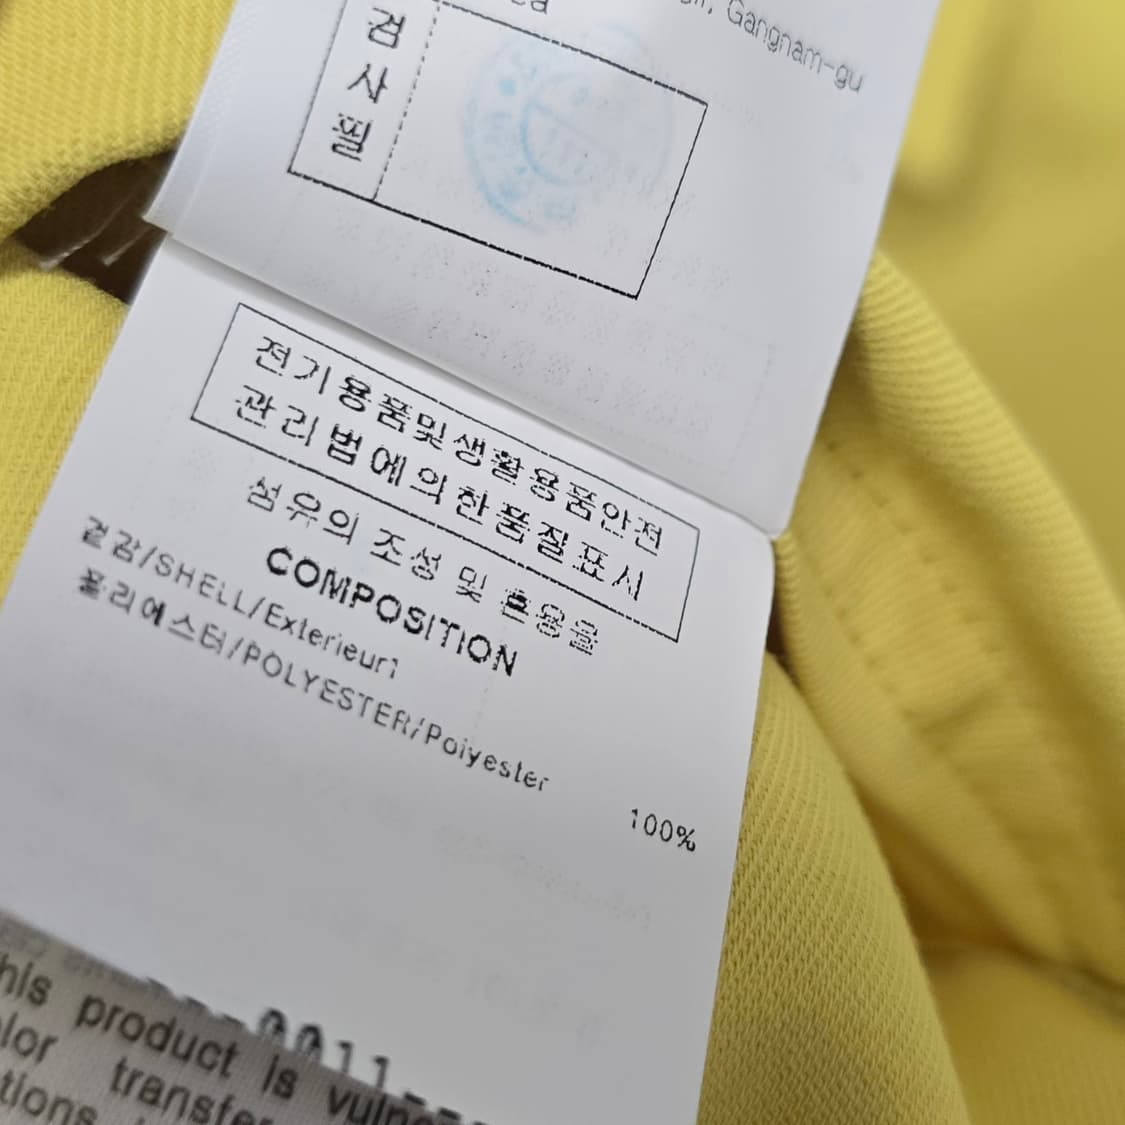 Gangnam-gu
검
사
필
전기용품및생활용품안전
관리법에의한품질표시
섬유의 조성 및 혼용율
COMPOSITION
겉감/SHELL/Exterieur1
폴리에스터/POLYESTER/Polyester
100%
0011
his product is
transfer
tions